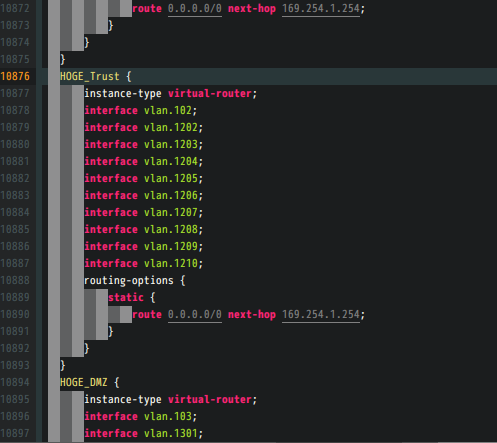 10872 route 0.0.0.0/0 next-hop 169.254.1.254;
10873 }
10874 }
10875 }
10876 HOGE_Trust {
10877 instance-type virtual-router;
10878 interface vlan.102;
10879 interface vlan.1202;
10880 interface vlan.1203;
10881 interface vlan.1204;
10882 interface vlan.1205;
10883 interface vlan.1206;
10884 interface vlan.1207;
10885 interface vlan.1208;
10886 interface vlan.1209;
10887 interface vlan.1210;
10888 routing-options {
10889 static {
10890 route 0.0.0.0/0 next-hop 169.254.1.254;
10891 }
10892 }
10893 }
10894 HOGE_DMZ {
10895 instance-type virtual-router;
10896 interface vlan.103;
10897 interface vlan.1301;